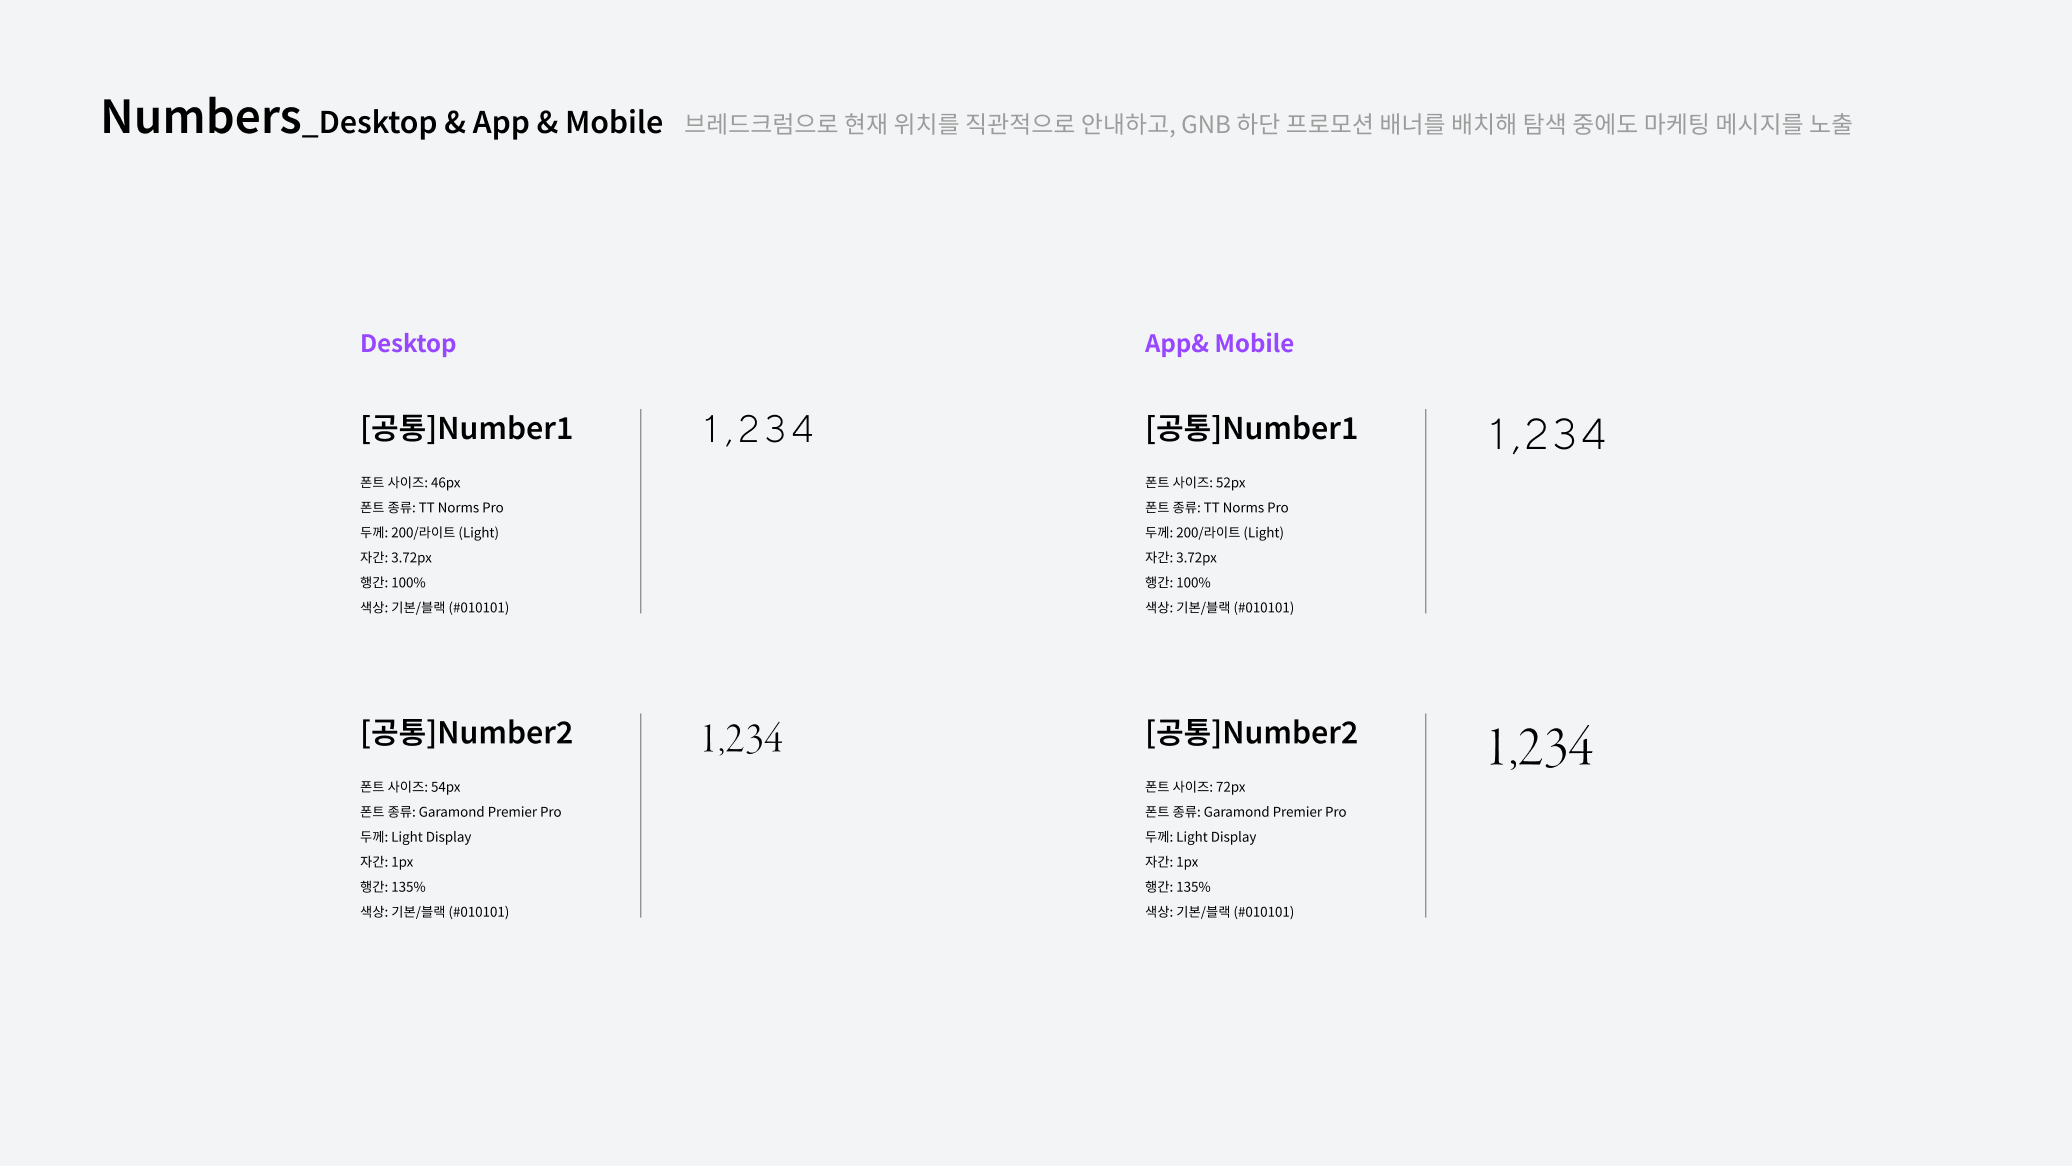 Numbers_Desktop & App & Mobile 브레드크럼으로 현재 위치를 직관적으로 안내하고, GNB 하단 프로모션 배너를 배치해 탐색 중에도 마케팅 메시지를 노출
Desktop
[공통]Number1
폰트 사이즈: 46px
폰트 종류: TT Norms Pro
두께: 200/라이트 (Light)
자간: 3.72px
행간: 100%
색상: 기본/블랙 (#010101)
1,234
[공통]Number2
폰트 사이즈: 54px
폰트 종류: Garamond Premier Pro
두께: Light Display
자간: 1px
행간: 135%
색상: 기본/블랙 (#010101)
1,234
App& Mobile
[공통]Number1
폰트 사이즈: 52px
폰트 종류: TT Norms Pro
두께: 200/라이트 (Light)
자간: 3.72px
행간: 100%
색상: 기본/블랙 (#010101)
1,234
[공통]Number2
폰트 사이즈: 72px
폰트 종류: Garamond Premier Pro
두께: Light Display
자간: 1px
행간: 135%
색상: 기본/블랙 (#010101)
1,234